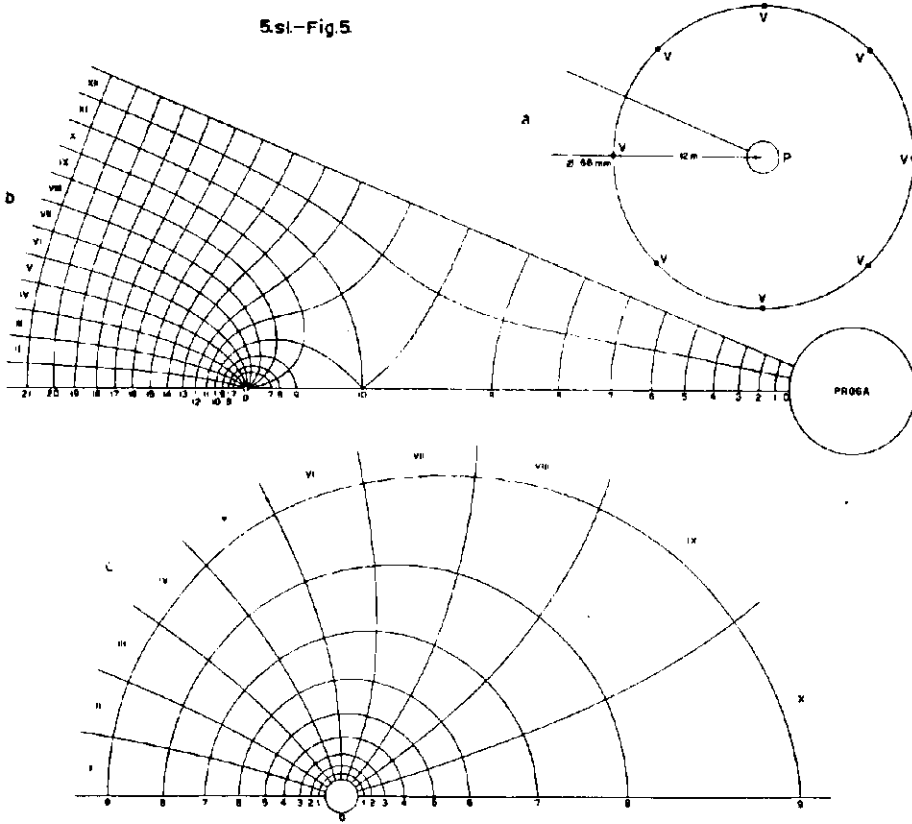 5.sl.–Fig.5.
a
V
V
V
V
V
V
V
V
P
12 m
68 mm
b
XII
XI
X
IX
VIII
VII
VI
V
IV
III
II
21 20 19 18 17 16 15 14 13 12 11 10 9 0 7 8 9 10 9 8 7 6 5 4 3 2 1 0
PROGA
c
I
II
III
IV
V
VI
VII
VIII
IX
X
9 8 7 6 5 4 3 2 1 0 1 2 3 4 5 6 7 8 9